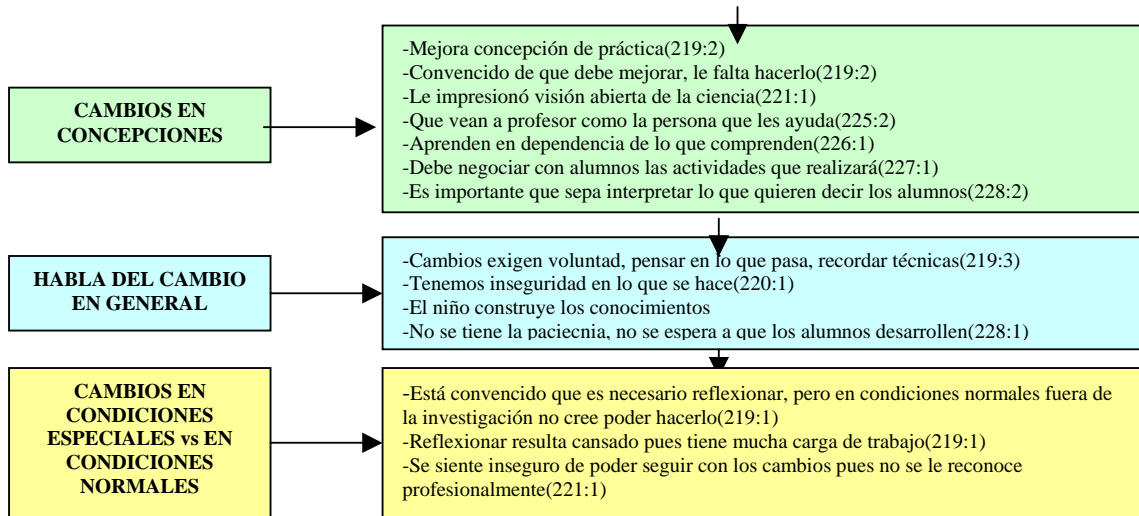 CAMBIOS EN
CONCEPCIONES
-Mejora concepción de práctica(219:2)
-Convencido de que debe mejorar, le falta hacerlo(219:2)
-Le impresionó visión abierta de la ciencia(221:1)
-Que vean a profesor como la persona que les ayuda(225:2)
-Aprenden en dependencia de lo que comprenden(226:1)
-Debe negociar con alumnos las actividades que realizará(227:1)
-Es importante que sepa interpretar lo que quieren decir los alumnos(228:2)
HABLA DEL CAMBIO
EN GENERAL
-Cambios exigen voluntad, pensar en lo que pasa, recordar técnicas(219:3)
-Tenemos inseguridad en lo que se hace(220:1)
-El niño construye los conocimientos
-No se tiene la paciecnia, no se espera a que los alumnos desarrollen(228:1)
CAMBIOS EN
CONDICIONES
ESPECIALES vs EN
CONDICIONES
NORMALES
-Está convencido que es necesario reflexionar, pero en condiciones normales fuera de
la investigación no cree poder hacerlo(219:1)
-Reflexionar resulta cansado pues tiene mucha carga de trabajo(219:1)
-Se siente inseguro de poder seguir con los cambios pues no se le reconoce
profesionalmente(221:1)